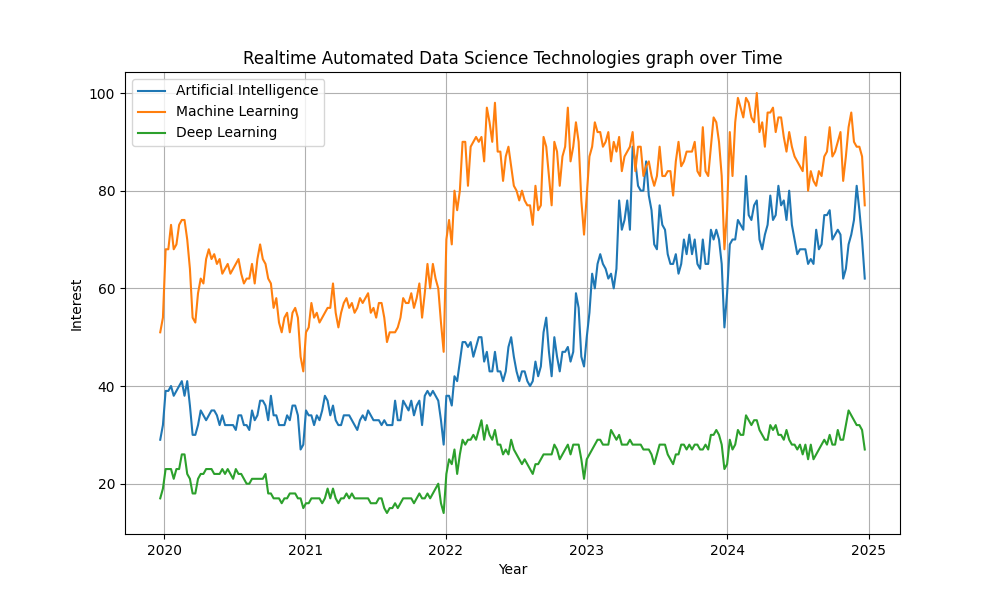 Realtime Automated Data Science Technologies graph over Time
Artificial Intelligence
Machine Learning
Deep Learning
Interest
100
80
60
40
20
2020 2021 2022 2023 2024 2025
Year